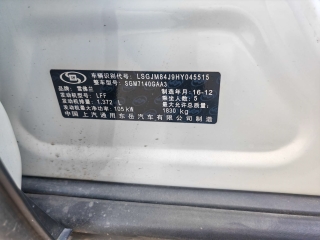 车辆识别代号: LSGJM84J9HY045515
整车型号: SGM7140GAA3
品牌: 雪佛兰 制造年月: 16-12
发动机型号: LFF 乘坐人数: 5
发动机排量: 1.372 L 最大允许总质量:
发动机最大净功率: 105 kW 1630 kg
中国 上汽通用东岳汽车有限公司 制造